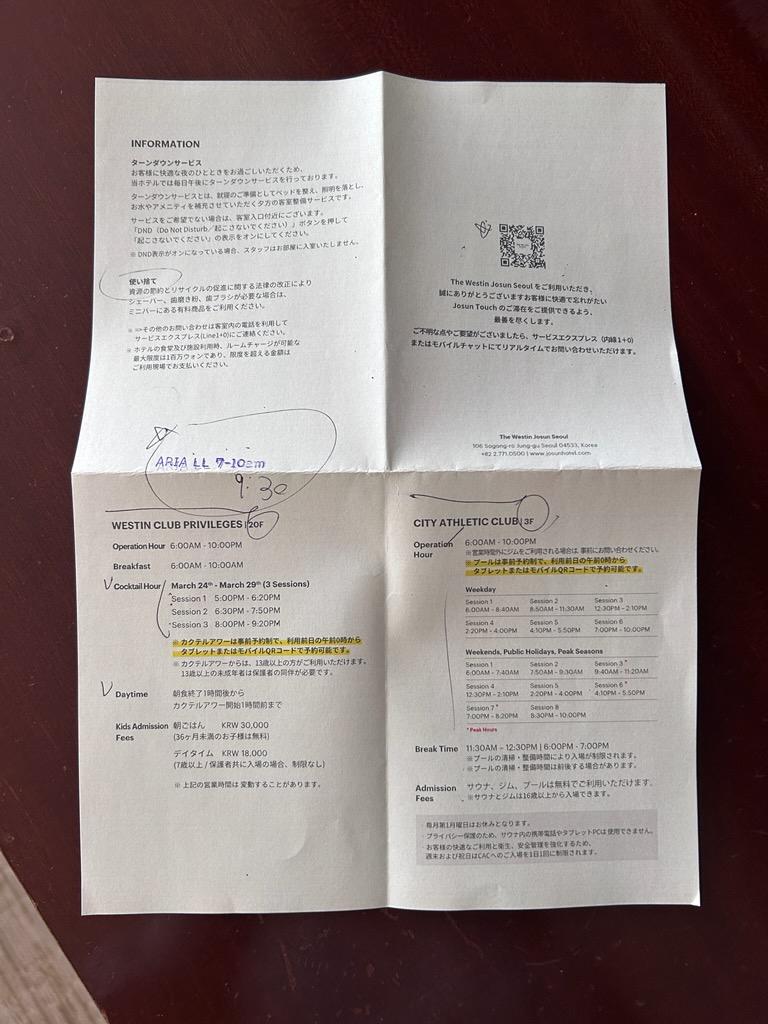 INFORMATION
ターンダウンサービス
お客様に快適な夜のひとときをお過ごしいただくため、
当ホテルでは毎日午後にターンダウンサービスを行っております。
ターンダウンサービスとは、就寝のご準備としてベッドを整え、照明を落とし、
お水やアメニティを補充させていただく夕方の客室整備サービスです。
サービスをご希望でない場合は、客室入口付近にございます。
「DND（Do Not Disturb／起こさないでください）」ボタンを押して
「起こさないでください」の表示をオンにしてください。
※ DND表示がオンになっている場合、スタッフはお部屋に入室いたしません。
使い捨て
資源の節約とリサイクルの促進に関する法律の改正により
シェーバー、歯磨き粉、歯ブラシが必要な場合は、
ミニバーにある有料商品をご利用ください。
※ =>その他のお問い合わせは客室内の電話を利用して
サービスエクスプレス(Line1+0)にご連絡ください。
※ ホテルの食堂及び施設利用時、ルームチャージが可能な
最大限度は1百万ウォンであり、限度を超える金額は
ご利用現場でお支払いください。
ARIA LL 7-10am
9:30
The Westin Josun Seoul をご利用いただき、
誠にありがとうございますお客様に快適で忘れがたい
Josun Touch のご滞在をご提供できるよう、
最善を尽くします。
ご不明な点やご要望がございましたら、サービスエクスプレス（内線 1+0）
またはモバイルチャットにてリアルタイムでお問い合わせいただけます。
The Westin Josun Seoul
106 Sogong-ro Jung-gu Seoul 04533, Korea
+82 2.771.0500 | www.josunhotel.com
WESTIN CLUB PRIVILEGES | 20F
Operation Hour 6:00AM - 10:00PM
Breakfast 6:00AM - 10:00AM
Cocktail Hour March 24th - March 29th (3 Sessions)
Session 1 5:00PM - 6:20PM
Session 2 6:30PM - 7:50PM
Session 3 8:00PM - 9:20PM
※ カクテルアワーは事前予約制で、利用前日の午前0時から
タブレットまたはモバイルQRコードで予約可能です。
※ カクテルアワーからは、13歳以上の方がご利用いただけます。
13歳以上の未成年者は保護者の同伴が必要です。
Daytime 朝食終了1時間後から
カクテルアワー開始1時間前まで
Kids Admission Fees 朝ごはん KRW 30,000
(36ヶ月未満のお子様は無料)
デイタイム KRW 18,000
(7歳以上 / 保護者共に入場の場合、制限なし)
※ 上記の営業時間は変動することがあります。
CITY ATHLETIC CLUB | 3F
Operation Hour 6:00AM - 10:00PM
※営業時間外にジムをご利用される場合は、事前にお問い合わせください。
※ プールは事前予約制で、利用前日の午前0時から
タブレットまたはモバイルQRコードで予約可能です。
Weekday
Session 1 Session 2 Session 3
6:00AM - 8:40AM 8:50AM - 11:30AM 12:30PM - 2:10PM
Session 4 Session 5 Session 6
2:20PM - 4:00PM 4:10PM - 5:50PM 7:00PM - 10:00PM
Weekends, Public Holidays, Peak Seasons
Session 1 Session 2 Session 3*
6:00AM - 7:40AM 7:50AM - 9:30AM 9:40AM - 11:20AM
Session 4 Session 5 Session 6*
12:30PM - 2:10PM 2:20PM - 4:00PM 4:10PM - 5:50PM
Session 7* Session 8
7:00PM - 8:20PM 8:30PM - 10:00PM
* Peak Hours
Break Time 11:30AM – 12:30PM | 6:00PM - 7:00PM
※プールの清掃・整備時間により入場が制限されます。
※プールの清掃・整備時間は前後する場合があります。
Admission Fees サウナ、ジム、プールは無料でご利用いただけます。
※サウナとジムは16歳以上から入場できます。
· 毎月第1月曜日はお休みとなります。
· プライバシー保護のため、サウナ内の携帯電話やタブレットPCは使用できません。
· お客様の快適なご利用と衛生、安全管理を強化するため、
週末および祝日はCACへのご入場を1日1回に制限されます。